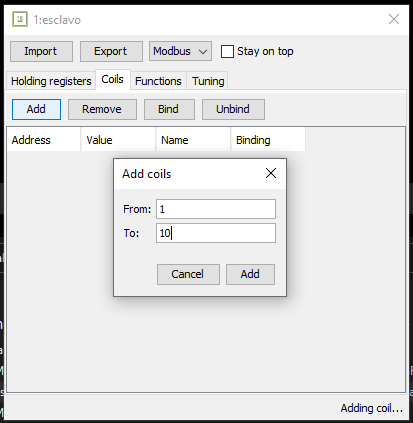 1:esclavo
Import Export Modbus Stay on top
Holding registers Coils Functions Tuning
Add Remove Bind Unbind
Address Value Name Binding
Add coils
From: 1
To: 10
Cancel Add
Adding coil...